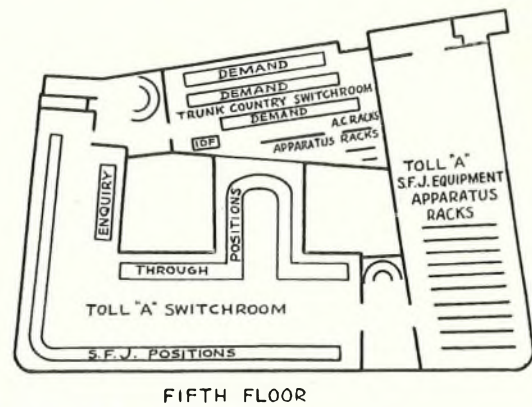 DEMAND
DEMAND
TRUNK COUNTRY SWITCHROOM
DEMAND
A.C. RACKS
IDF
APPARATUS RACKS
TOLL "A"
S.F.J. EQUIPMENT
APPARATUS
RACKS
ENQUIRY
POSITIONS
THROUGH
TOLL "A" SWITCHROOM
S.F.J. POSITIONS
FIFTH FLOOR